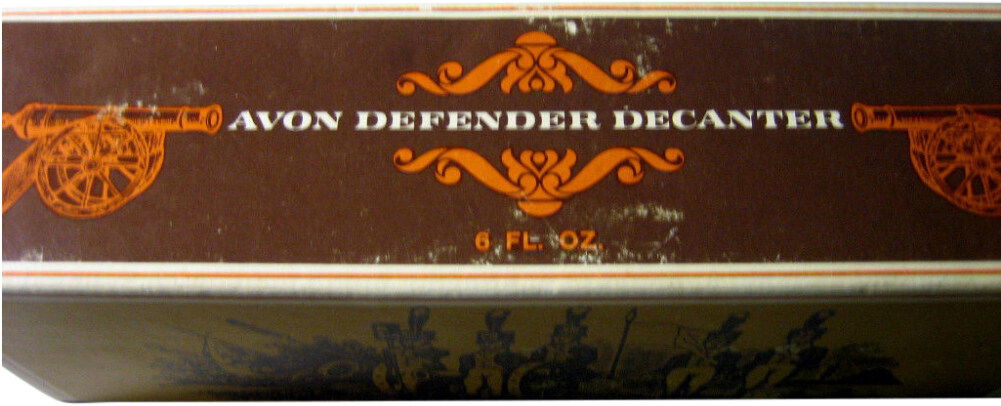 AVON DEFENDER DECANTER
6 FL. OZ.